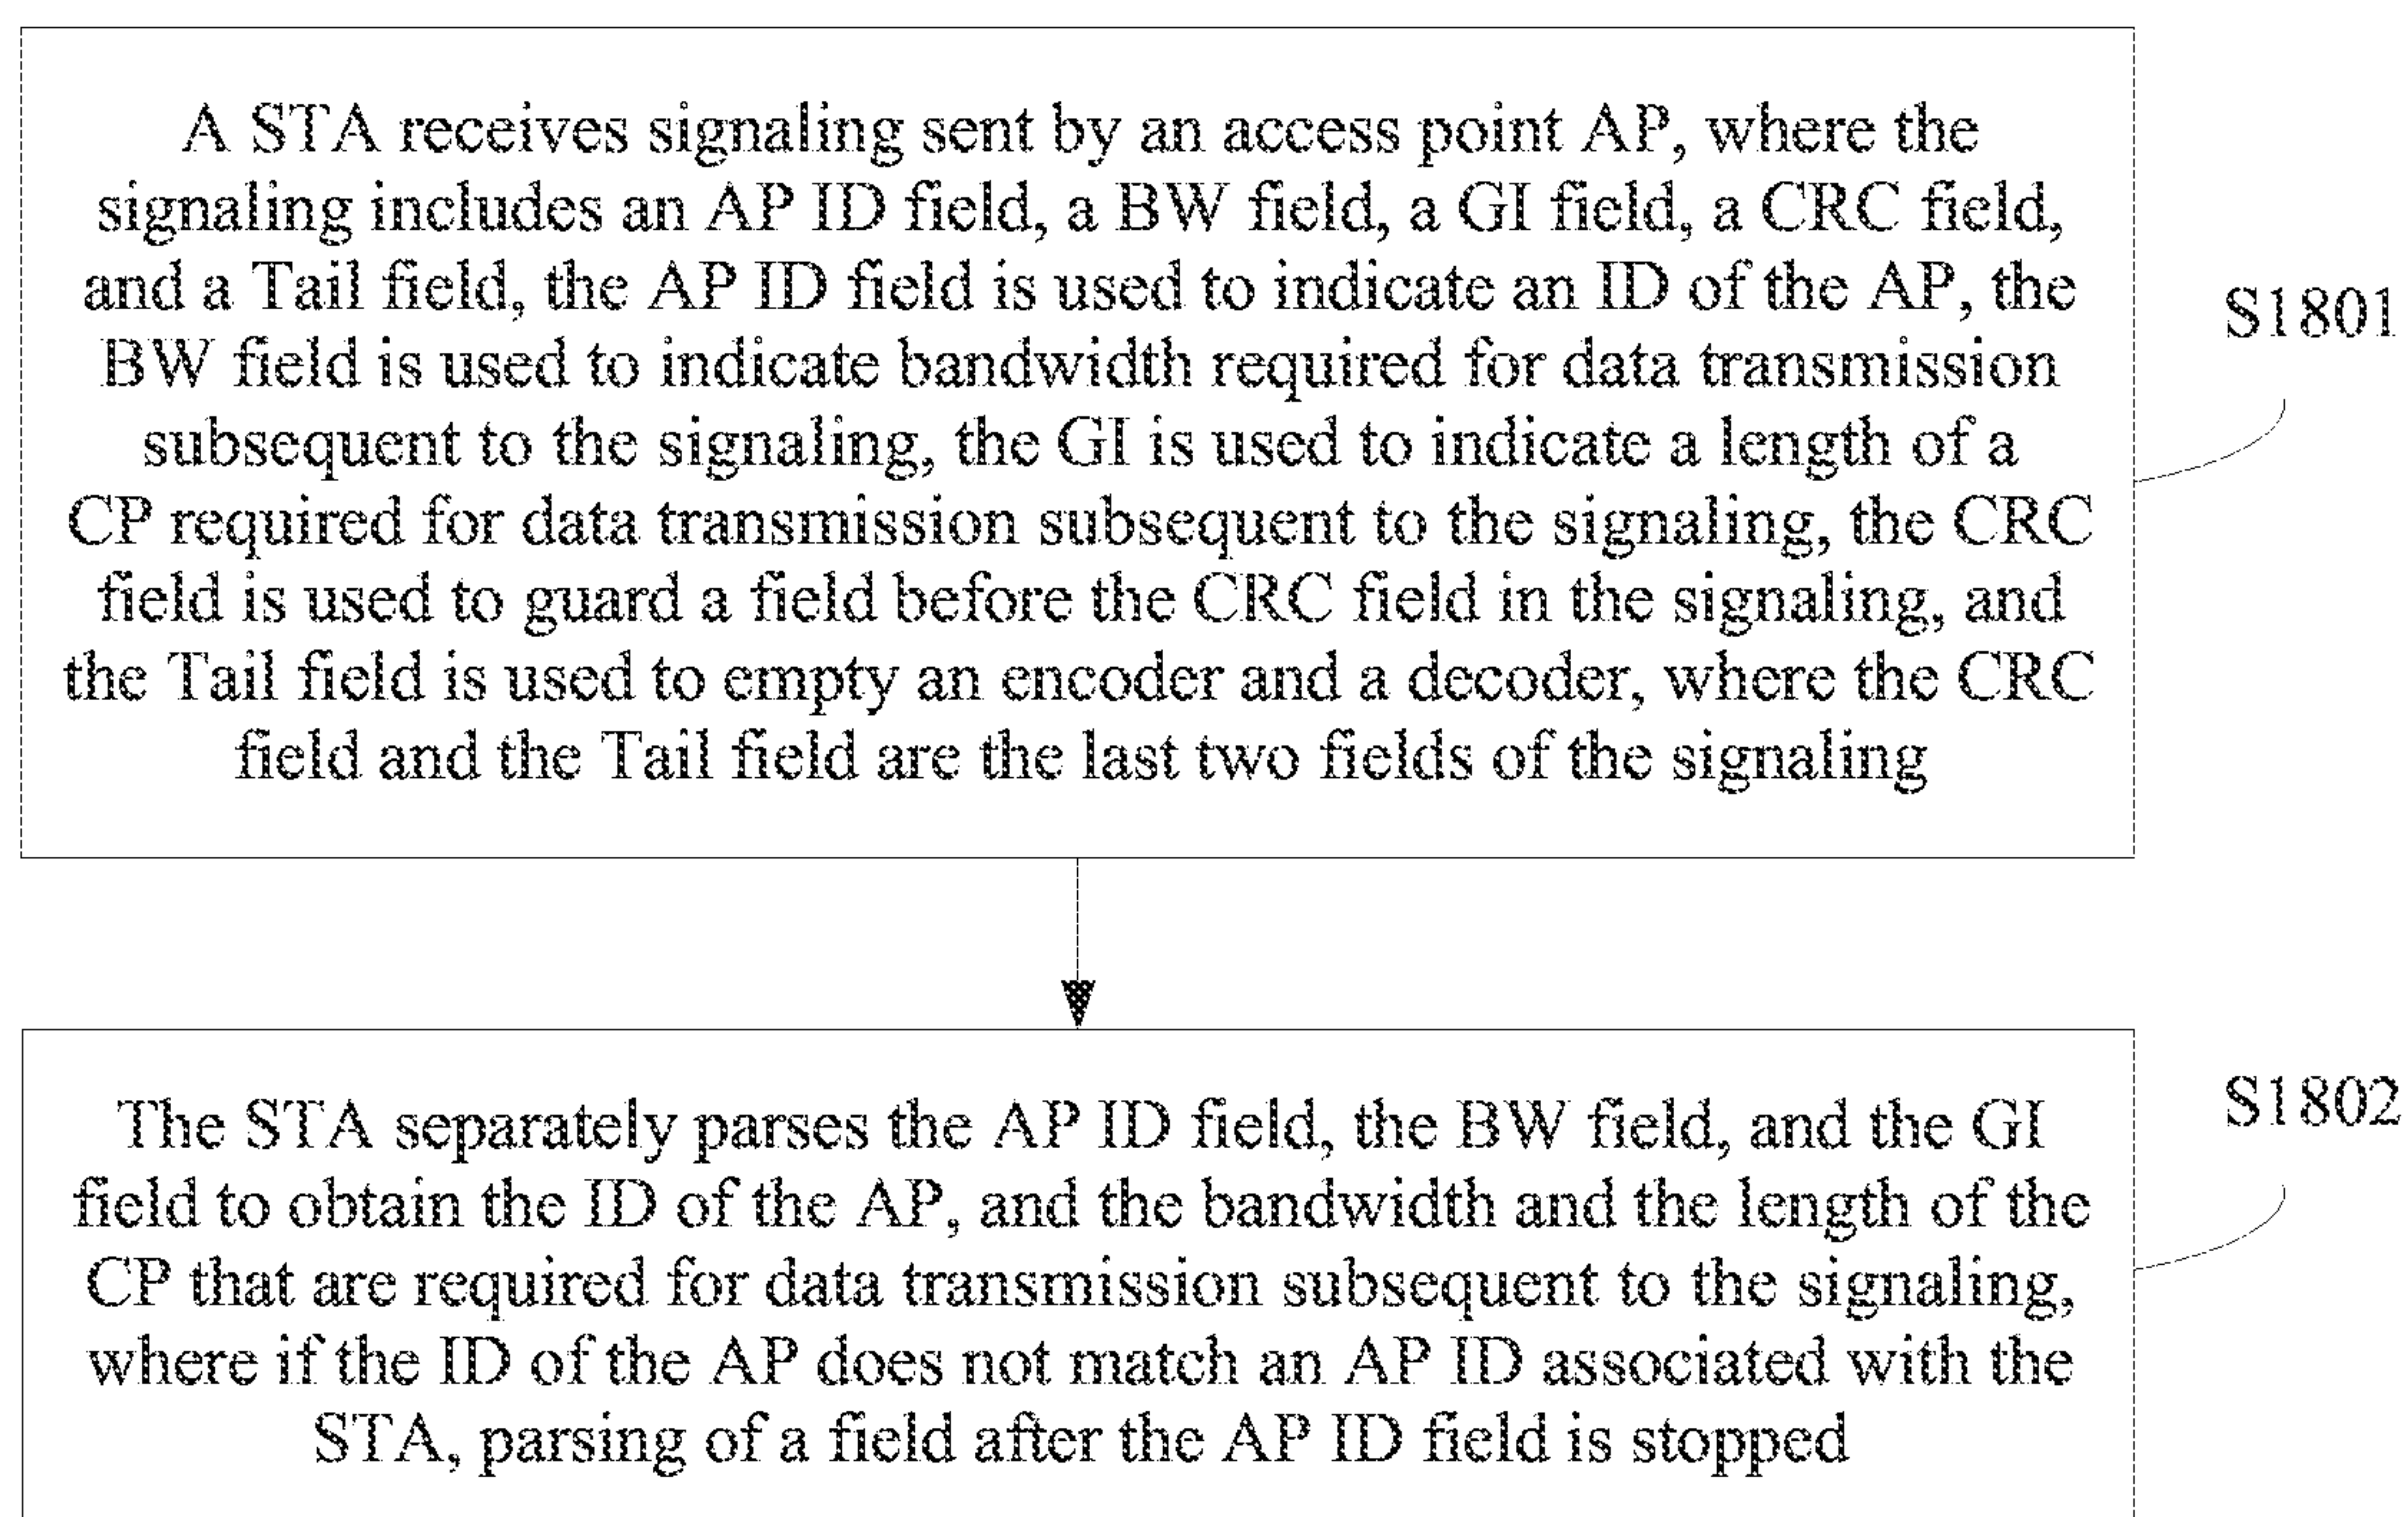 A STA receives signaling sent by an access point AP, where the
signaling includes an AP ID field, a BW field, a GI field, a CRC field,
and a Tail field, the AP ID field is used to indicate an ID of the AP, the
BW field is used to indicate bandwidth required for data transmission
subsequent to the signaling, the GI is used to indicate a length of a
CP required for data transmission subsequent to the signaling, the CRC
field is used to guard a field before the CRC field in the signaling, and
the Tail field is used to empty an encoder and a decoder, where the CRC
field and the Tail field are the last two fields of the signaling
S1801
The STA separately parses the AP ID field, the BW field, and the GI
field to obtain the ID of the AP, and the bandwidth and the length of the
CP that are required for data transmission subsequent to the signaling,
where if the ID of the AP does not match an AP ID associated with the
STA, parsing of a field after the AP ID field is stopped
S1802